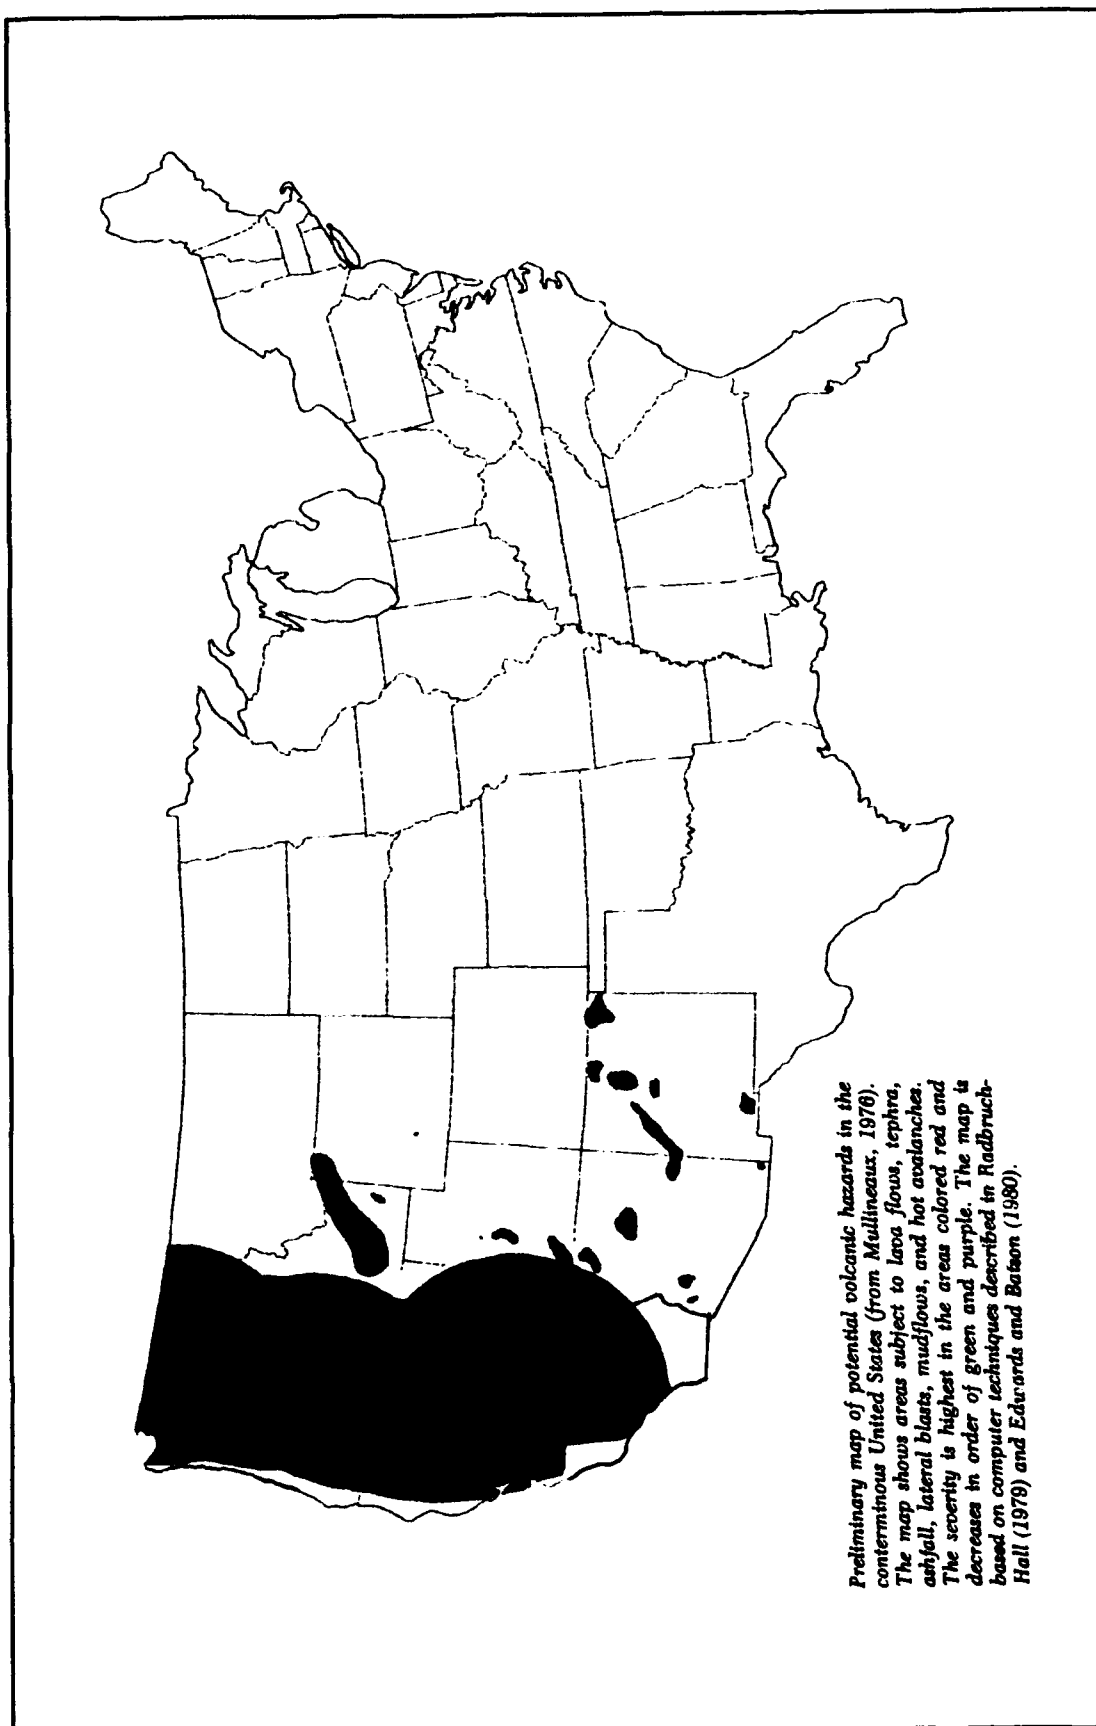 Preliminary map of potential volcanic hazards in the
conterminous United States (from Mullineaux, 1976).
The map shows areas subject to lava flows, tephra,
ashfall, lateral blasts, mudflows, and hot avalanches.
The severity is highest in the areas colored red and
decreases in order of green and purple. The map is
based on computer techniques described in Radbruch-
Hall (1979) and Edwards and Batson (1980).